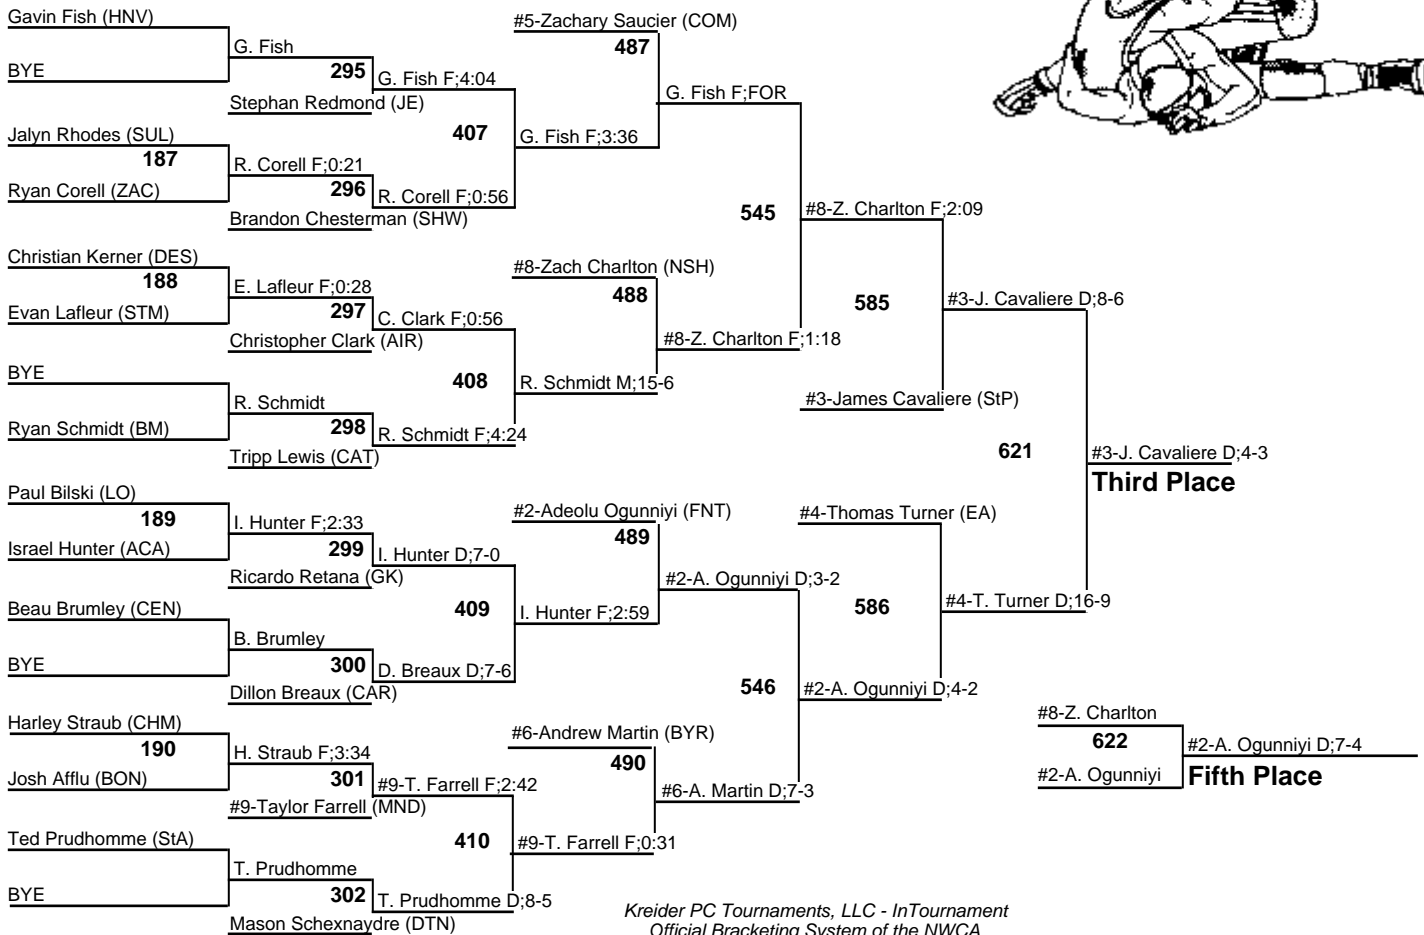 Gavin Fish (HNV)
BYE
G. Fish
295
Stephan Redmond (JE)
G. Fish F;4:04
Jalyn Rhodes (SUL)
187
Ryan Corell (ZAC)
R. Corell F;0:21
296
Brandon Chesterman (SHW)
R. Corell F;0:56
407
G. Fish F;3:36
#5-Zachary Saucier (COM)
487
G. Fish F;FOR
Christian Kerner (DES)
188
Evan Lafleur (STM)
E. Lafleur F;0:28
297
Christopher Clark (AIR)
C. Clark F;0:56
BYE
Ryan Schmidt (BM)
R. Schmidt
298
Tripp Lewis (CAT)
R. Schmidt F;4:24
408
R. Schmidt M;15-6
#8-Zach Charlton (NSH)
488
#8-Z. Charlton F;1:18
545
#8-Z. Charlton F;2:09
585
#3-James Cavaliere (StP)
#3-J. Cavaliere D;8-6
Paul Bilski (LO)
189
Israel Hunter (ACA)
I. Hunter F;2:33
299
Ricardo Retana (GK)
I. Hunter D;7-0
Beau Brumley (CEN)
BYE
B. Brumley
300
Dillon Breaux (CAR)
D. Breaux D;7-6
409
I. Hunter F;2:59
#2-Adeolu Ogunniyi (FNT)
489
#2-A. Ogunniyi D;3-2
Harley Straub (CHM)
190
Josh Afflu (BON)
H. Straub F;3:34
301
#9-Taylor Farrell (MND)
#9-T. Farrell F;2:42
Ted Prudhomme (StA)
BYE
T. Prudhomme
302
Mason Schexnaydre (DTN)
T. Prudhomme D;8-5
410
#9-T. Farrell F;0:31
#6-Andrew Martin (BYR)
490
#6-A. Martin D;7-3
546
#2-A. Ogunniyi D;4-2
#4-Thomas Turner (EA)
586
#4-T. Turner D;16-9
621
#3-J. Cavaliere D;4-3
Third Place
#8-Z. Charlton
622
#2-A. Ogunniyi
#2-A. Ogunniyi D;7-4
Fifth Place
Kreider PC Tournaments, LLC - InTournament
Official Bracketing System of the NWCA